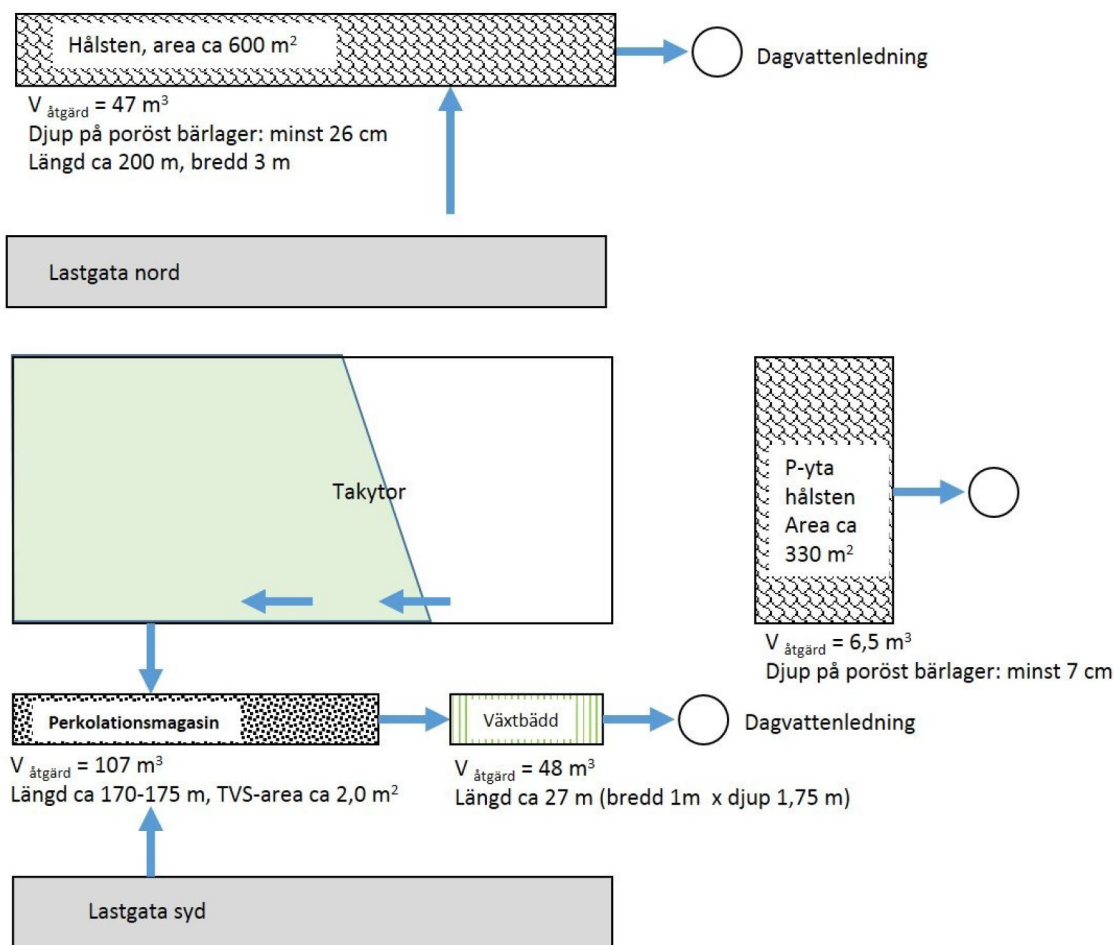 Hålsten, area ca 600 m²
Dagvattenledning
V åtgärd = 47 m³
Djup på poröst bärlager: minst 26 cm
Längd ca 200 m, bredd 3 m
Lastgata nord
Takytor
P-yta
hålsten
Area ca
330 m²
V åtgärd = 6,5 m³
Djup på poröst bärlager: minst 7 cm
Perkolationsmagasin
Växtbädd
Dagvattenledning
V åtgärd = 107 m³
Längd ca 170-175 m, TVS-area ca 2,0 m²
V åtgärd = 48 m³
Längd ca 27 m (bredd 1m x djup 1,75 m)
Lastgata syd